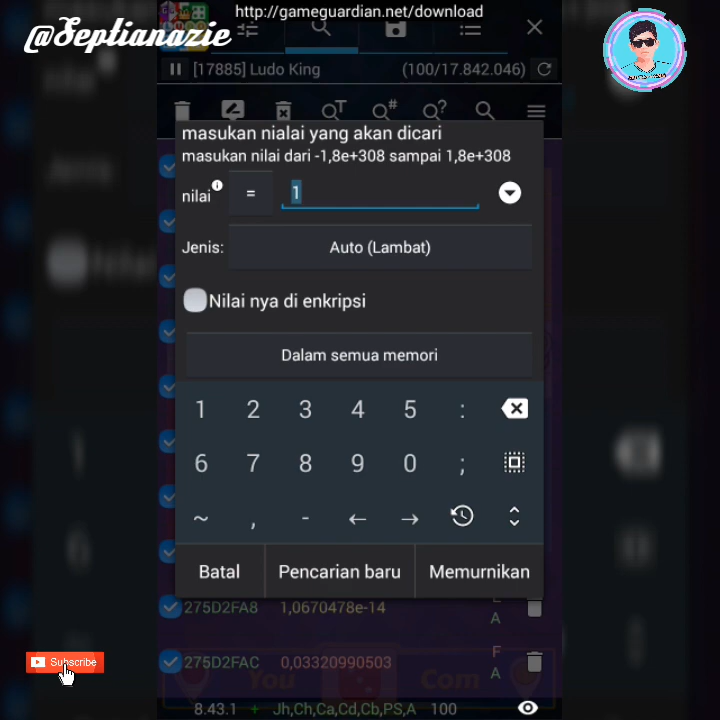 http://gameguardian.net/download
@Septianazie
[17885] Ludo King (100/17.842.046)
masukan nialai yang akan dicari
masukan nilai dari -1,8e+308 sampai 1,8e+308
nilai = 1
Jenis: Auto (Lambat)
Nilai nya di enkripsi
Dalam semua memori
1 2 3 4 5 :
6 7 8 9 0 ;
~ , - ← →
Batal Pencarian baru Memurnikan
275D2FA8 1,0670478e-14 A
275D2FAC 0,03320990503 F A
Subscribe
You Com
8.43.1 + Jh,Ch,Ca,Cd,Cb,PS,A 100